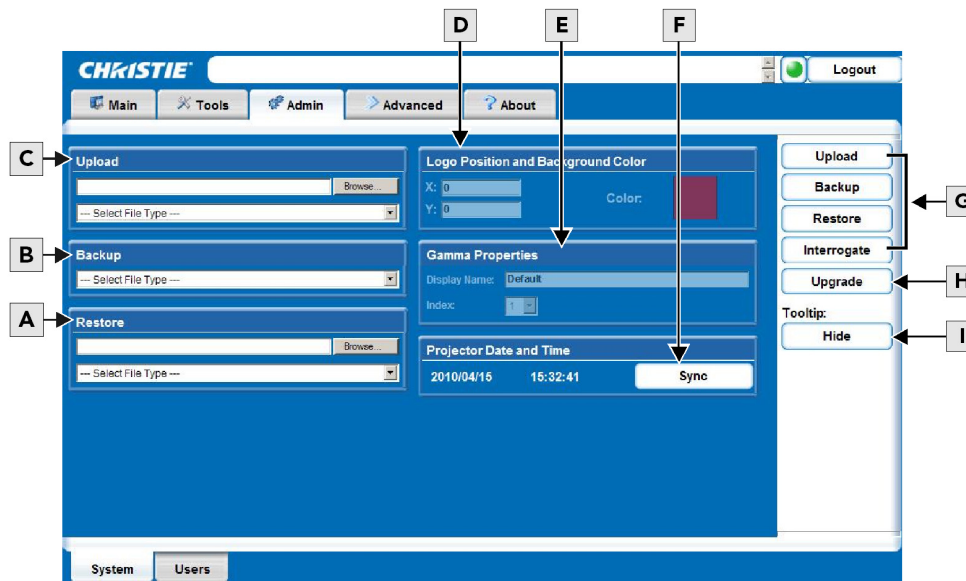 D E F
CHRISTIE Logout
Main Tools Admin Advanced About
C
Upload
Browse...
--- Select File Type ---
B
Backup
--- Select File Type ---
A
Restore
Browse...
--- Select File Type ---
Logo Position and Background Color
X: 0
Color:
Y: 0
Gamma Properties
Display Name: Default
Index: 1
Projector Date and Time
2010/04/15 15:32:41 Sync
Upload
Backup
Restore
Interrogate
G
Upgrade
H
Tooltip:
Hide
I
System Users